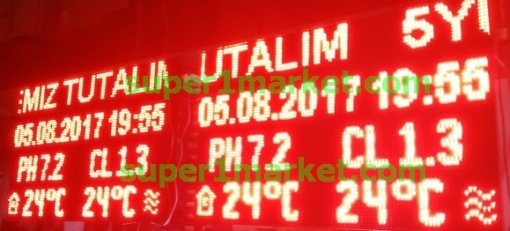 EMİZ TUTALIM
05.08.2017 19:55
PH 7.2 CL 1.3
24°C 24°C
UTALIM 5YI
05.08.2017 19:55
PH 7.2 CL 1.3
24°C 24°C
super1market.com
super1market.com